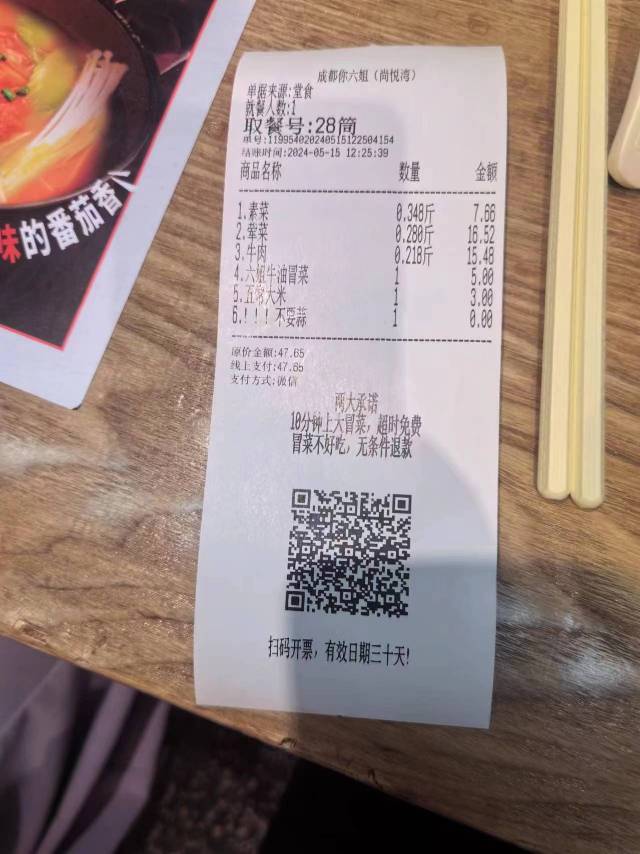 味的番茄香
成都你六姐（尚悦湾）
单据来源:堂食
就餐人数:1
取餐号:28筒
单号:119954020240515122504154
结账时间:2024-05-15 12:25:39
商品名称 数量 金额
1.素菜 0.348斤 7.66
2.荤菜 0.280斤 16.52
3.牛肉 0.218斤 15.48
4.六姐牛油冒菜 1 5.00
5.五常大米 1 3.00
6.！！！不要蒜 1 0.00
原价金额:47.65
线上支付:47.65
支付方式:微信
两大承诺
10分钟上大冒菜，超时免费
冒菜不好吃，无条件退款
扫码开票，有效日期三十天!